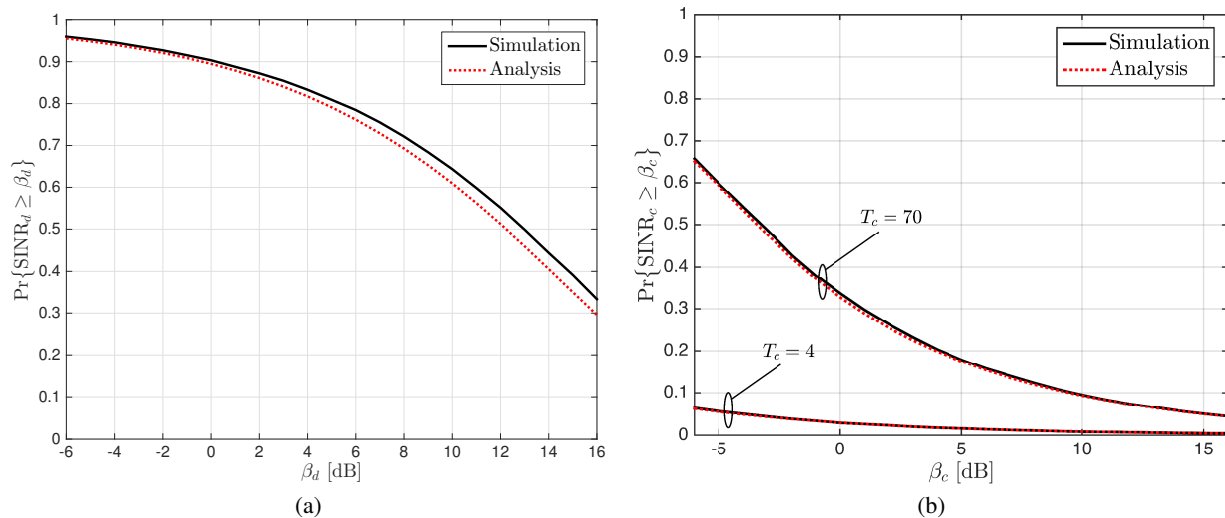 1
0.9
0.8
0.7
0.6
0.5
0.4
0.3
0.2
0.1
0
Pr{SINR_d ≥ β_d}
Simulation
Analysis
-6 -4 -2 0 2 4 6 8 10 12 14 16
β_d [dB]
(a)
1
0.9
0.8
0.7
0.6
0.5
0.4
0.3
0.2
0.1
0
Pr{SINR_c ≥ β_c}
Simulation
Analysis
T_c = 70
T_c = 4
-5 0 5 10 15
β_c [dB]
(b)